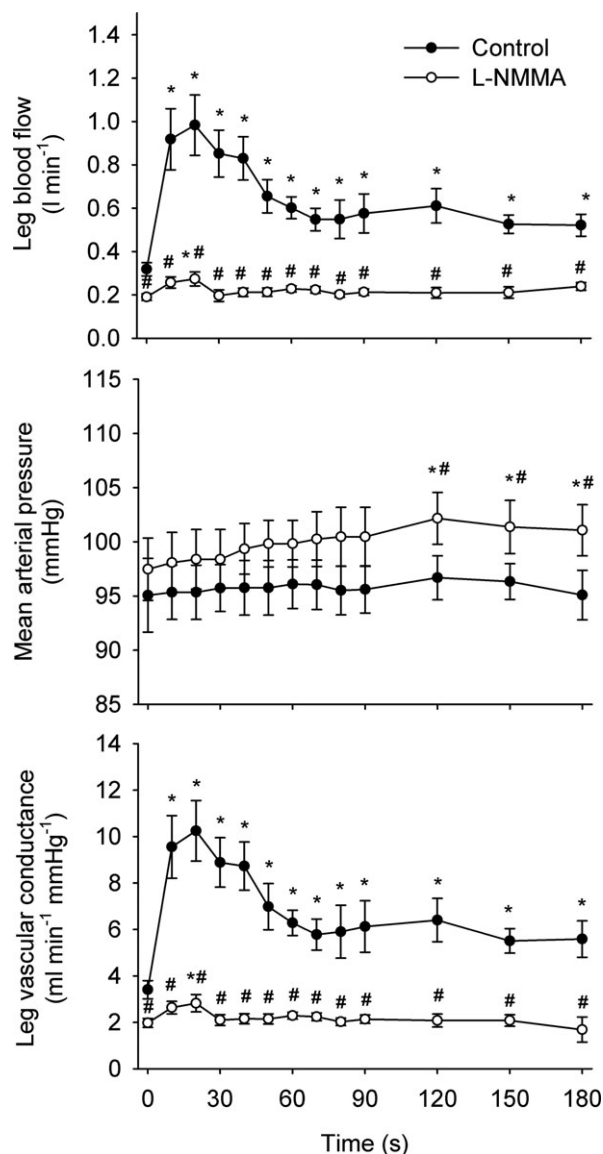 1.4
Control
1.2
L-NMMA
* * * * * * * * * * * * *
1.0
0.8
0.6
0.4
0.2
0.0
# # *# # # # # # # # # # #
Leg blood flow
(l min⁻¹)
115
110
105
100
95
90
85
*# *# *#
Mean arterial pressure
(mmHg)
14
12
10
8
6
4
2
0
* * * * * * * * * * * *
# # *# # # # # # # # # # #
Leg vascular conductance
(ml min⁻¹ mmHg⁻¹)
0 30 60 90 120 150 180
Time (s)